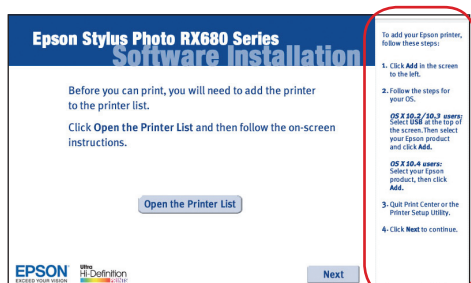 Epson Stylus Photo RX680 Series
Software Installation
Before you can print, you will need to add the printer
to the printer list.
Click Open the Printer List and then follow the on-screen
instructions.
Open the Printer List
EPSON
EXCEED YOUR VISION
Ultra
Hi-Definition
PRINT
Next
To add your Epson printer,
follow these steps:
1. Click Add in the screen
to the left.
2. Follow the steps for
your OS.
OS X 10.2/10.3 users:
Select USB at the top of
the screen. Then select
your Epson product
and click Add.
OS X 10.4 users:
Select your Epson
product, then click
Add.
3. Quit Print Center or the
Printer Setup Utility.
4. Click Next to continue.